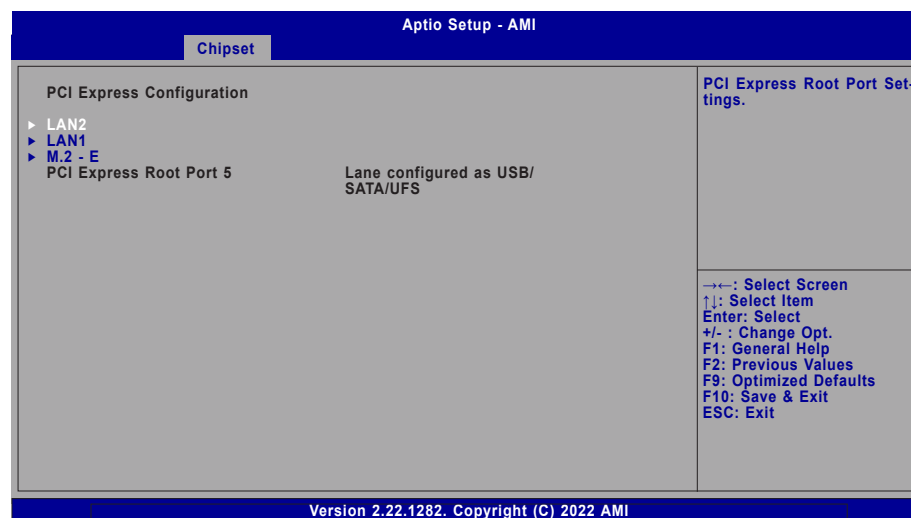 Aptio Setup - AMI
Chipset
PCI Express Configuration
► LAN2
► LAN1
► M.2 - E
PCI Express Root Port 5
Lane configured as USB/
SATA/UFS
PCI Express Root Port Set-
tings.
→←: Select Screen
↑↓: Select Item
Enter: Select
+/- : Change Opt.
F1: General Help
F2: Previous Values
F9: Optimized Defaults
F10: Save & Exit
ESC: Exit
Version 2.22.1282. Copyright (C) 2022 AMI